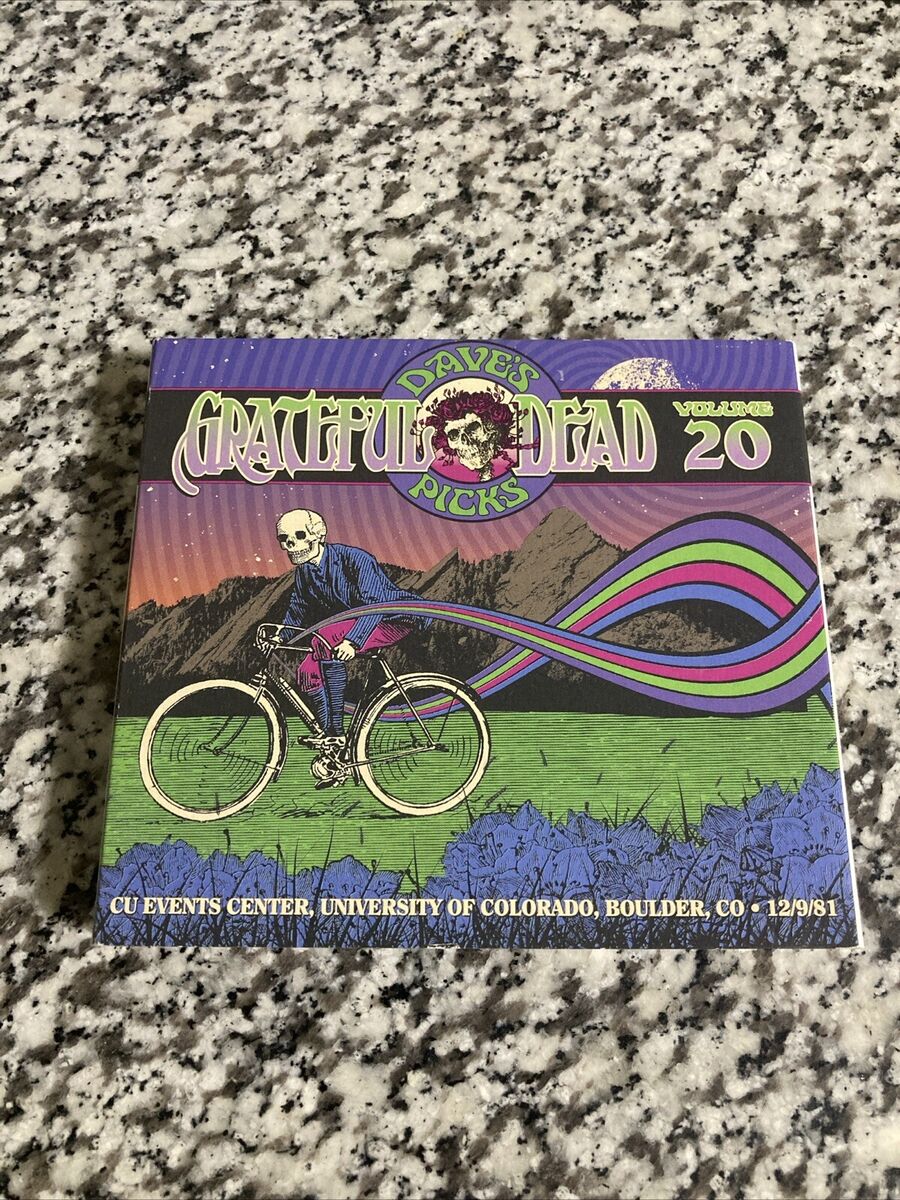 DAVE'S
GRATEFUL DEAD
PICKS
VOLUME
20
CU EVENTS CENTER, UNIVERSITY OF COLORADO, BOULDER, CO • 12/9/81